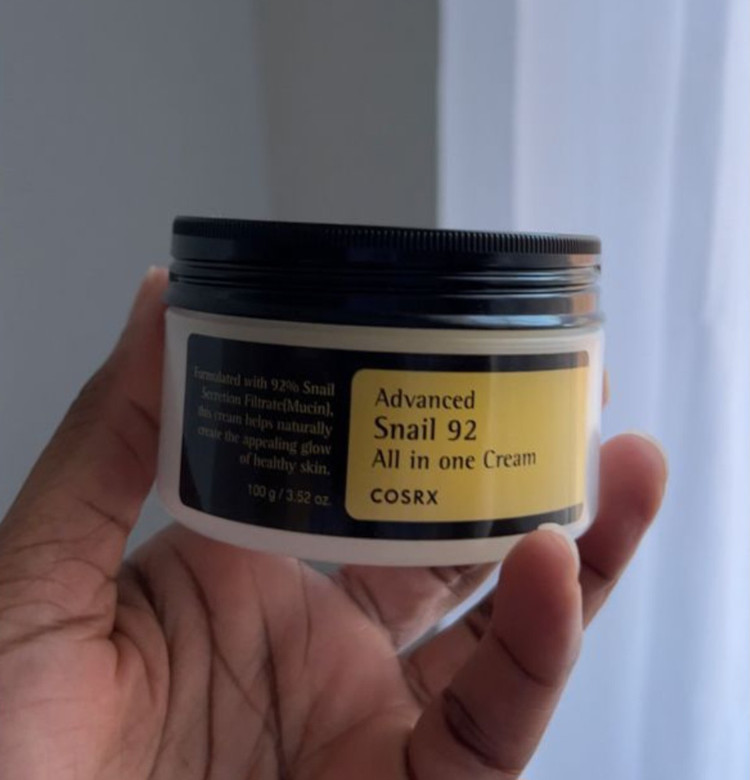 Formulated with 92% Snail
Secretion Filtrate(Mucin),
this cream helps naturally
create the appealing glow
of healthy skin.
100 g / 3.52 oz.
Advanced
Snail 92
All in one Cream
COSRX